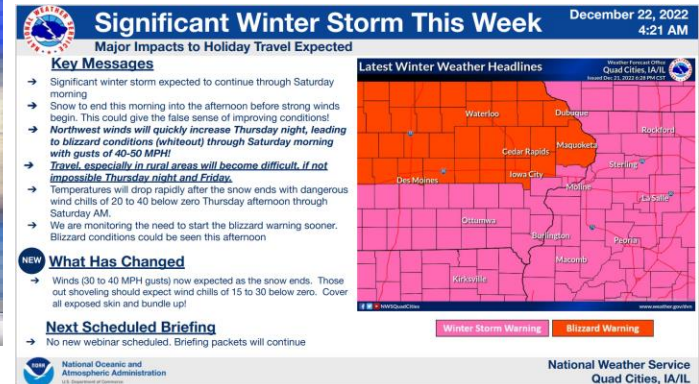 Significant Winter Storm This Week
December 22, 2022
4:21 AM
Major Impacts to Holiday Travel Expected
Key Messages
→ Significant winter storm expected to continue through Saturday
morning
→ Snow to end this morning into the afternoon before strong winds
begin. This could give the false sense of improving conditions!
→ Northwest winds will quickly increase Thursday night, leading
to blizzard conditions (whiteout) through Saturday morning
with gusts of 40-50 MPH!
→ Travel, especially in rural areas will become difficult, if not
impossible Thursday night and Friday.
→ Temperatures will drop rapidly after the snow ends with dangerous
wind chills of 20 to 40 below zero Thursday afternoon through
Saturday AM.
→ We are monitoring the need to start the blizzard warning sooner.
Blizzard conditions could be seen this afternoon
NEW What Has Changed
→ Winds (30 to 40 MPH gusts) now expected as the snow ends. Those
out shoveling should expect wind chills of 15 to 30 below zero. Cover
all exposed skin and bundle up!
Next Scheduled Briefing
→ No new webinar scheduled. Briefing packets will continue
Latest Winter Weather Headlines
Weather Forecast Office
Quad Cities, IA/IL
Issued Dec 21, 2022 6:28 PM CST
Waterloo
Dubuque
Rockford
Cedar Rapids
Maquoketa
Sterling
Iowa City
Des Moines
Moline
LaSalle
Ottumwa
Burlington
Peoria
Macomb
Kirksville
NWSQuadCities
www.weather.gov/dvn
Winter Storm Warning
Blizzard Warning
NATIONAL WEATHER SERVICE
NOAA
National Oceanic and
Atmospheric Administration
U.S. Department of Commerce
National Weather Service
Quad Cities, IA/IL